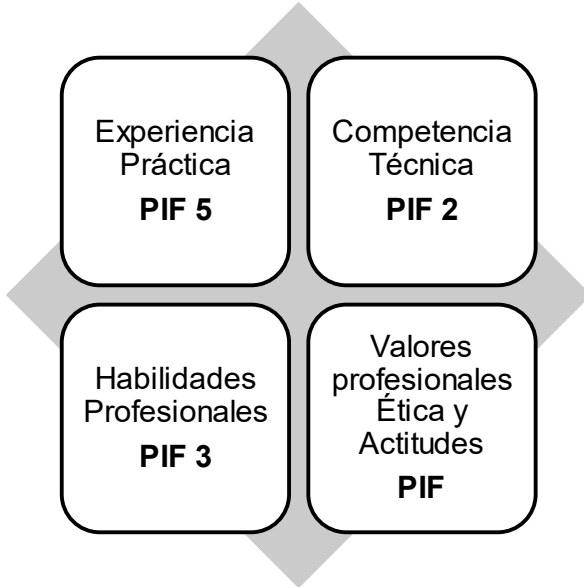 Experiencia
Práctica
PIF 5
Competencia
Técnica
PIF 2
Habilidades
Profesionales
PIF 3
Valores
profesionales
Ética y
Actitudes
PIF